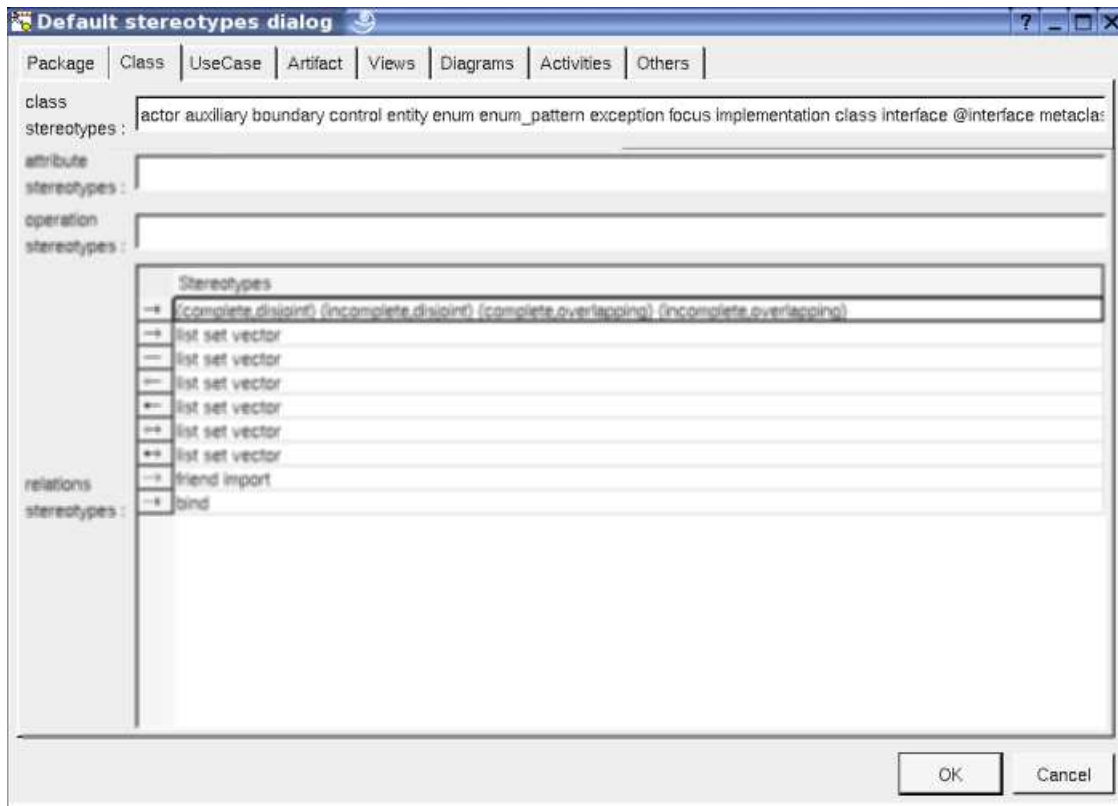 Default stereotypes dialog
Package Class UseCase Artifact Views Diagrams Activities Others
class
stereotypes :
actor auxiliary boundary control entity enum enum_pattern exception focus implementation class interface @interface metaclas
attribute
stereotypes :
operation
stereotypes :
Stereotypes
(complete,disjoint) (incomplete,disjoint) (complete,overlapping) (incomplete,overlapping)
list set vector
list set vector
list set vector
list set vector
list set vector
list set vector
friend import
bind
relations
stereotypes :
OK Cancel